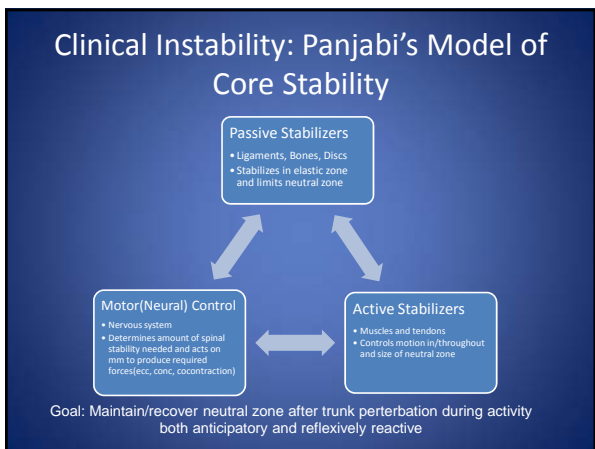 Clinical Instability: Panjabi's Model of
Core Stability
Passive Stabilizers
• Ligaments, Bones, Discs
• Stabilizes in elastic zone
and limits neutral zone
Motor(Neural) Control
• Nervous system
• Determines amount of spinal
stability needed and acts on
mm to produce required
forces(ecc, conc, cocontraction)
Active Stabilizers
• Muscles and tendons
• Controls motion in/throughout
and size of neutral zone
Goal: Maintain/recover neutral zone after trunk perterbation during activity
both anticipatory and reflexively reactive